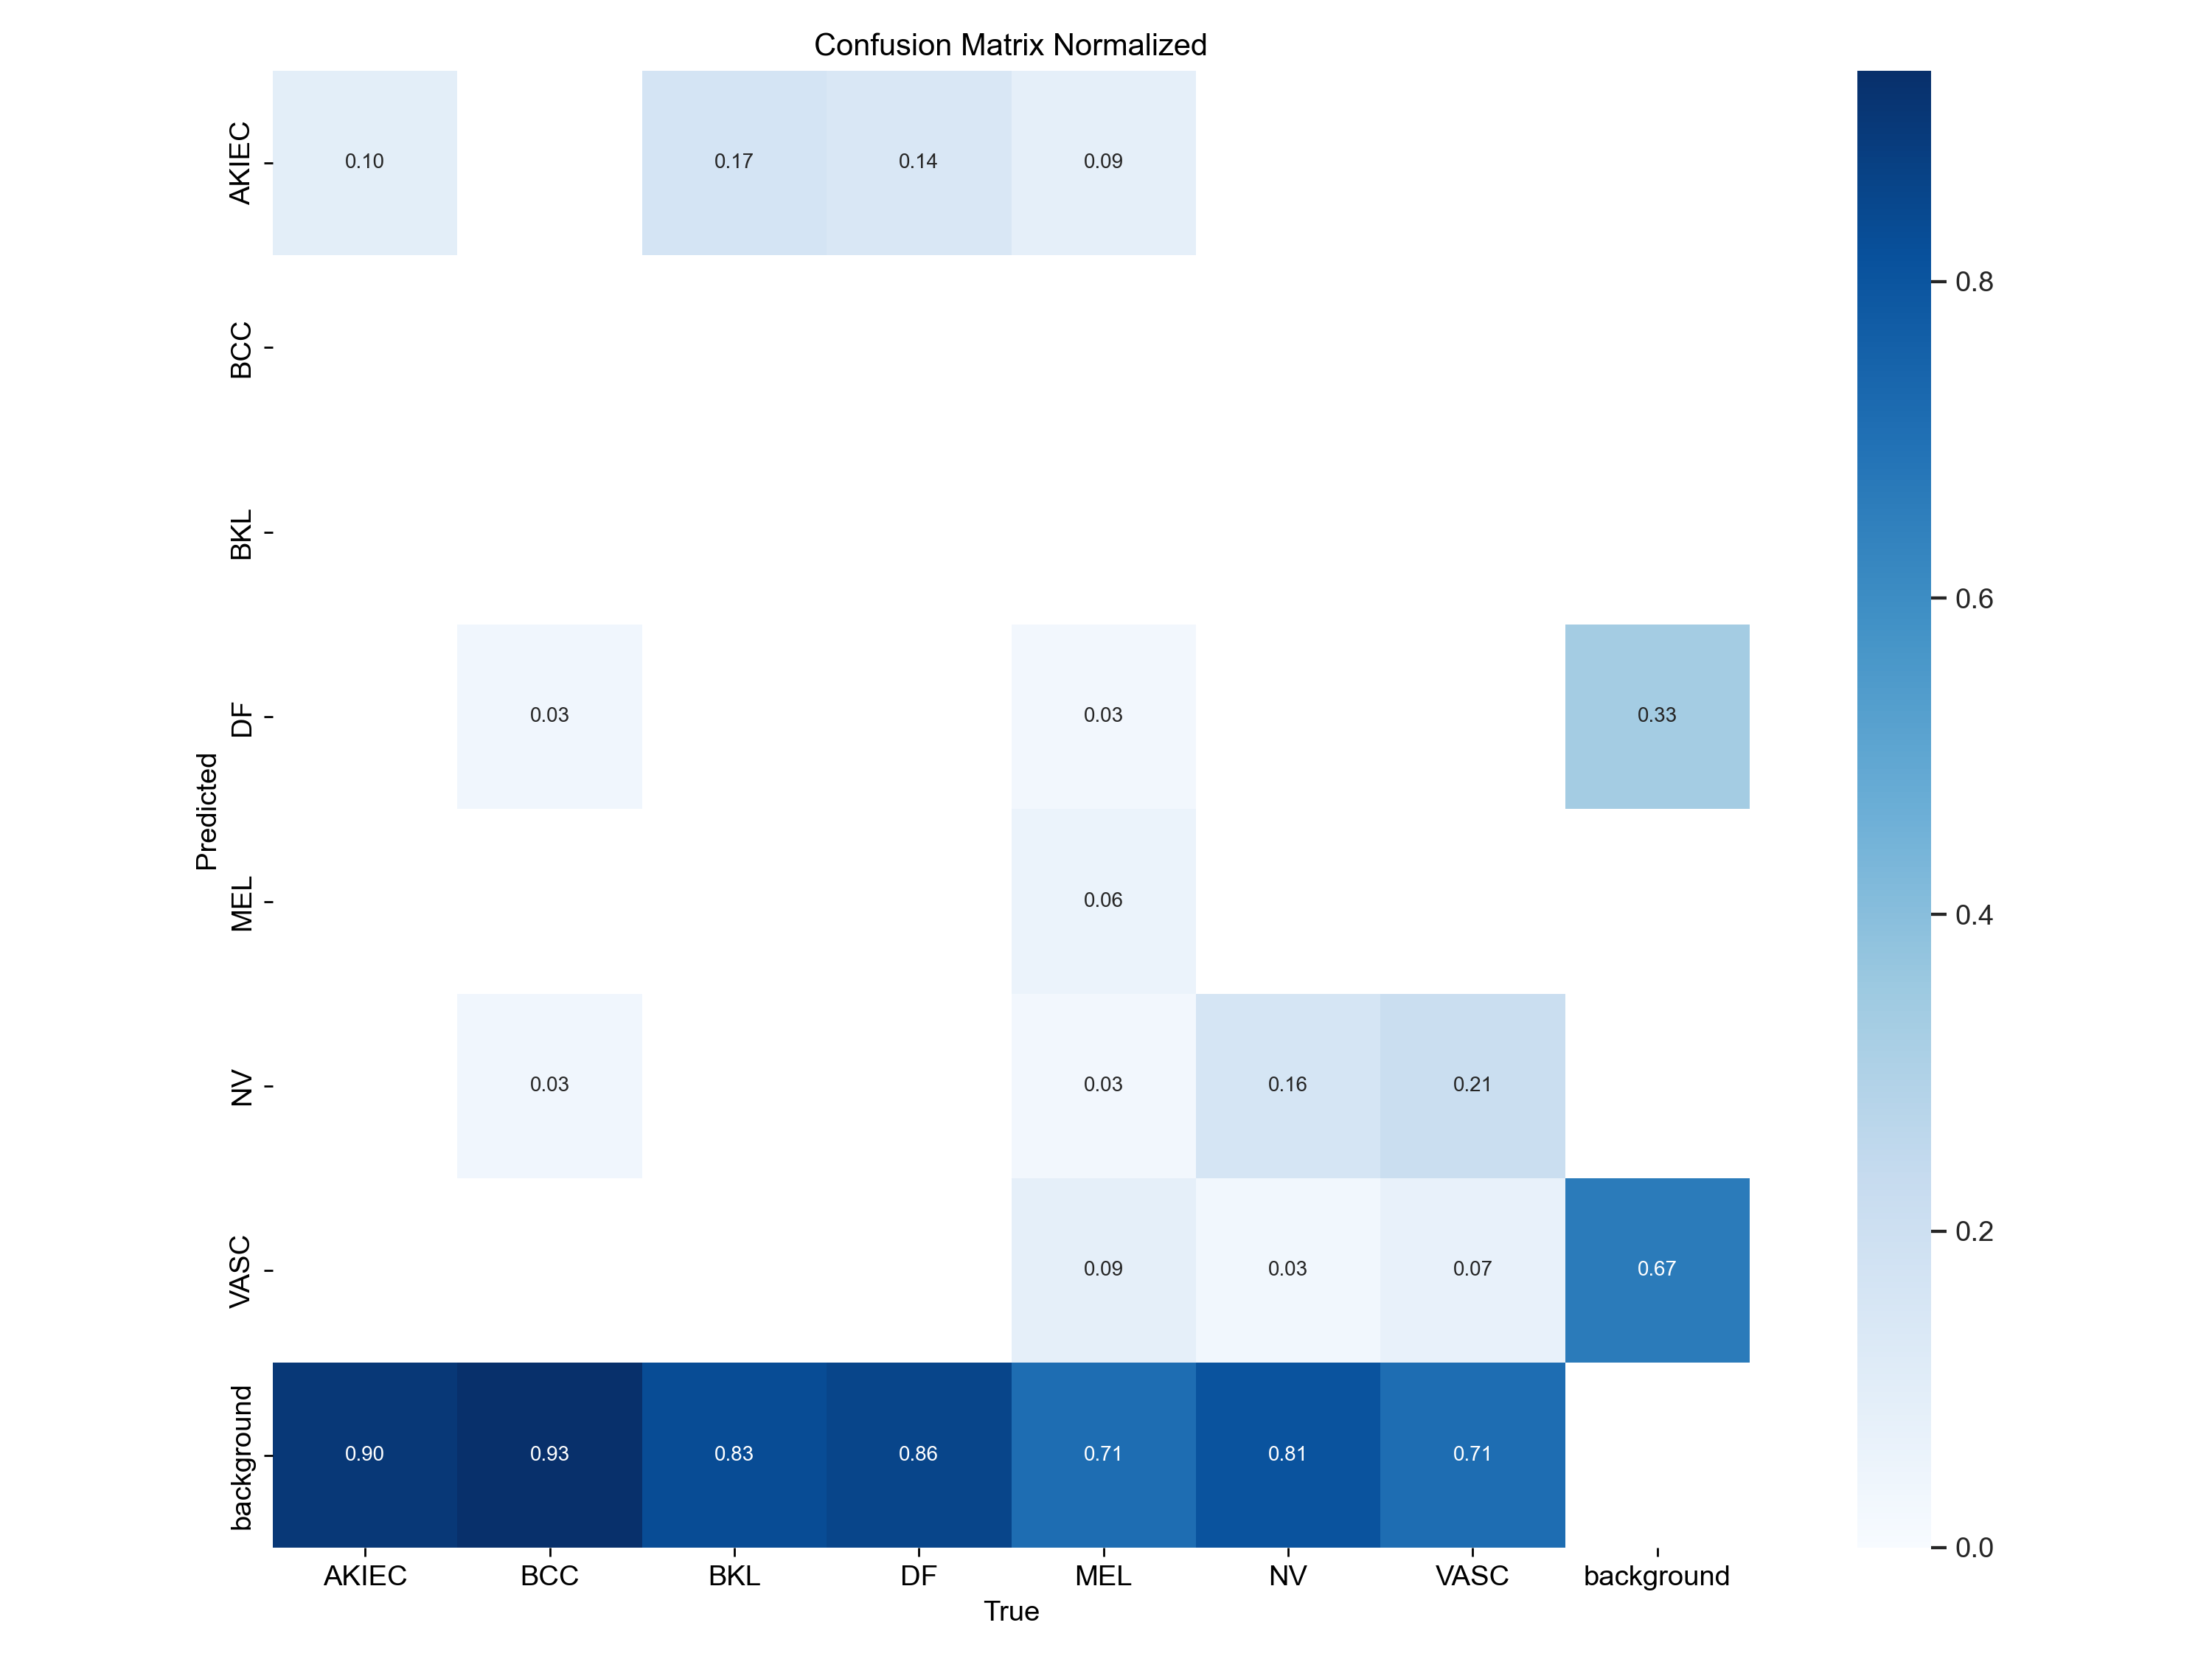 Confusion Matrix Normalized
AKIEC
0.10 0.17 0.14 0.09
BCC
BKL
DF
0.03 0.03 0.33
Predicted
MEL
0.06
NV
0.03 0.03 0.16 0.21
VASC
0.09 0.03 0.07 0.67
background
0.90 0.93 0.83 0.86 0.71 0.81 0.71
AKIEC BCC BKL DF MEL NV VASC background
True
0.8
0.6
0.4
0.2
0.0